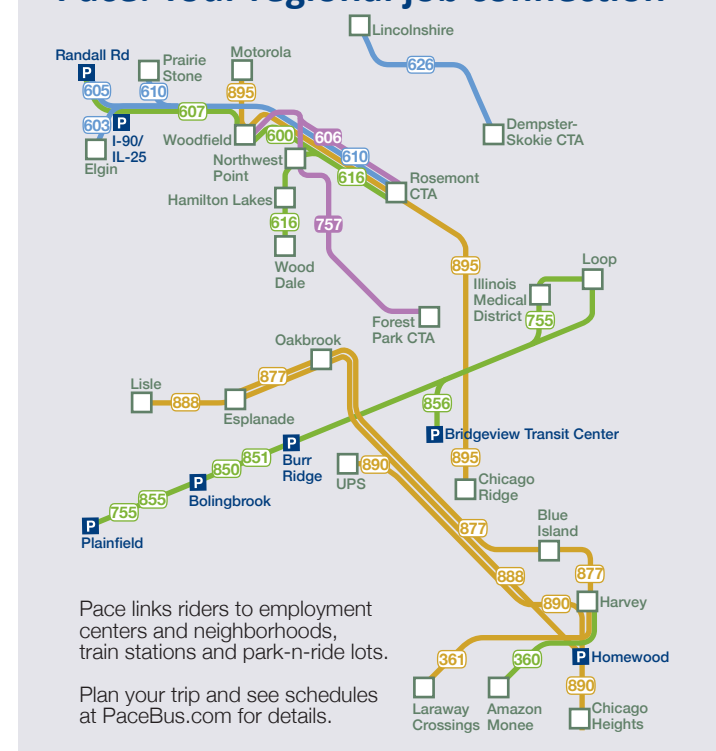 Pace: Your regional job connection
Lincolnshire
626
Dempster-
Skokie CTA
Randall Rd
P
Prairie
Stone
Motorola
605
610
895
607
603
P
I-90/
IL-25
Elgin
Woodfield
600
606
Northwest
Point
610
616
Rosemont
CTA
Hamilton Lakes
616
757
Wood
Dale
895
Loop
Illinois
Medical
District
755
Forest
Park CTA
Oakbrook
877
Lisle
888
Esplanade
856
P Bridgeview Transit Center
851
P
Burr
Ridge
850
P
Bolingbrook
855
755
P
Plainfield
890
UPS
895
Chicago
Ridge
877
Blue
Island
877
888
890
Harvey
Pace links riders to employment
centers and neighborhoods,
train stations and park-n-ride lots.
Plan your trip and see schedules
at PaceBus.com for details.
361
360
P Homewood
890
Laraway
Crossings
Amazon
Monee
Chicago
Heights